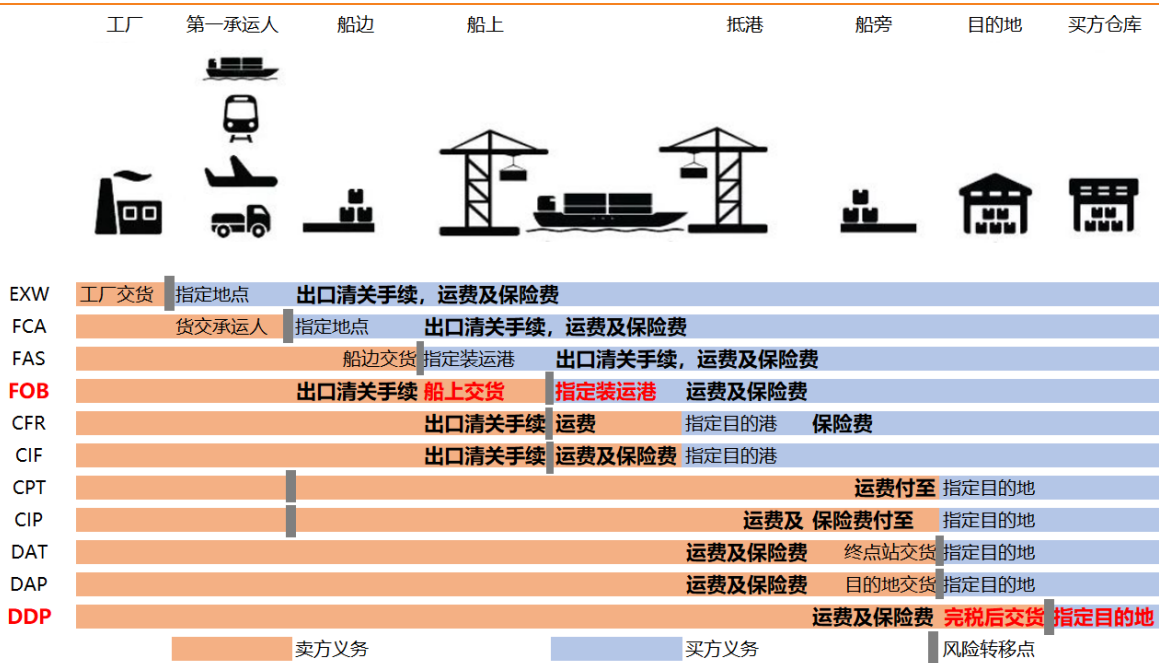 工厂 第一承运人 船边 船上 抵港 船旁 目的地 买方仓库
EXW 工厂交货 指定地点 出口清关手续，运费及保险费
FCA 货交承运人 指定地点 出口清关手续，运费及保险费
FAS 船边交货 指定装运港 出口清关手续，运费及保险费
FOB 出口清关手续 船上交货 指定装运港 运费及保险费
CFR 出口清关手续 运费 指定目的港 保险费
CIF 出口清关手续 运费及保险费 指定目的港
CPT 运费付至 指定目的地
CIP 运费及 保险费付至 指定目的地
DAT 运费及保险费 终点站交货 指定目的地
DAP 运费及保险费 目的地交货 指定目的地
DDP 运费及保险费 完税后交货 指定目的地
卖方义务 买方义务 风险转移点